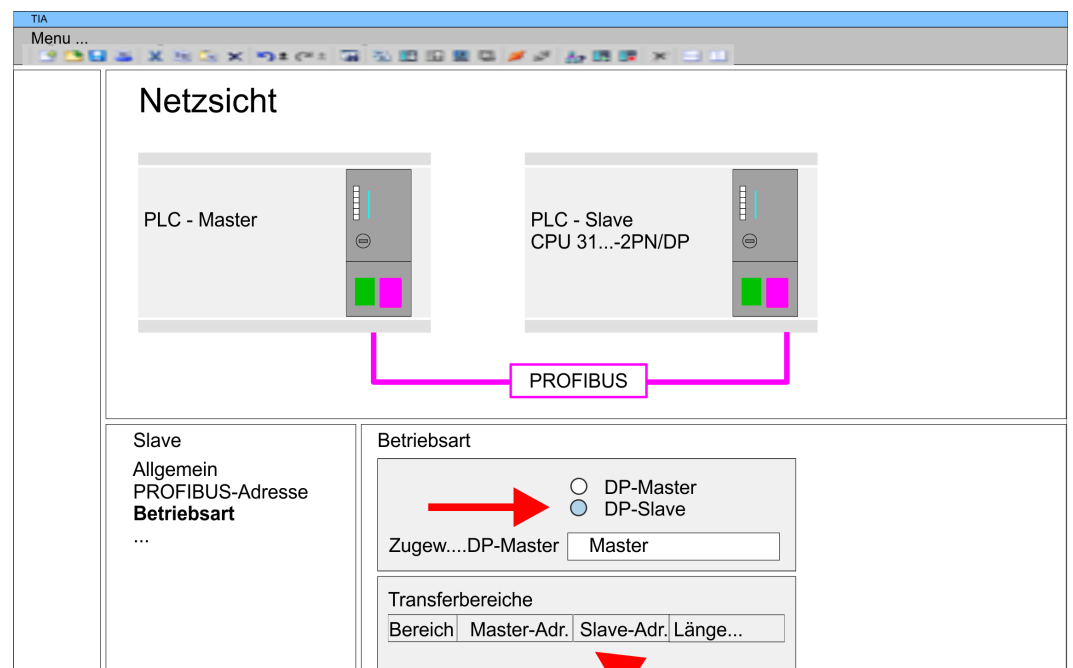 TIA
Menu ...
Netzsicht
PLC - Master
PLC - Slave
CPU 31...-2PN/DP
PROFIBUS
Slave
Allgemein
PROFIBUS-Adresse
Betriebsart
...
Betriebsart
DP-Master
DP-Slave
Zugew....DP-Master Master
Transferbereiche
Bereich Master-Adr. Slave-Adr. Länge...